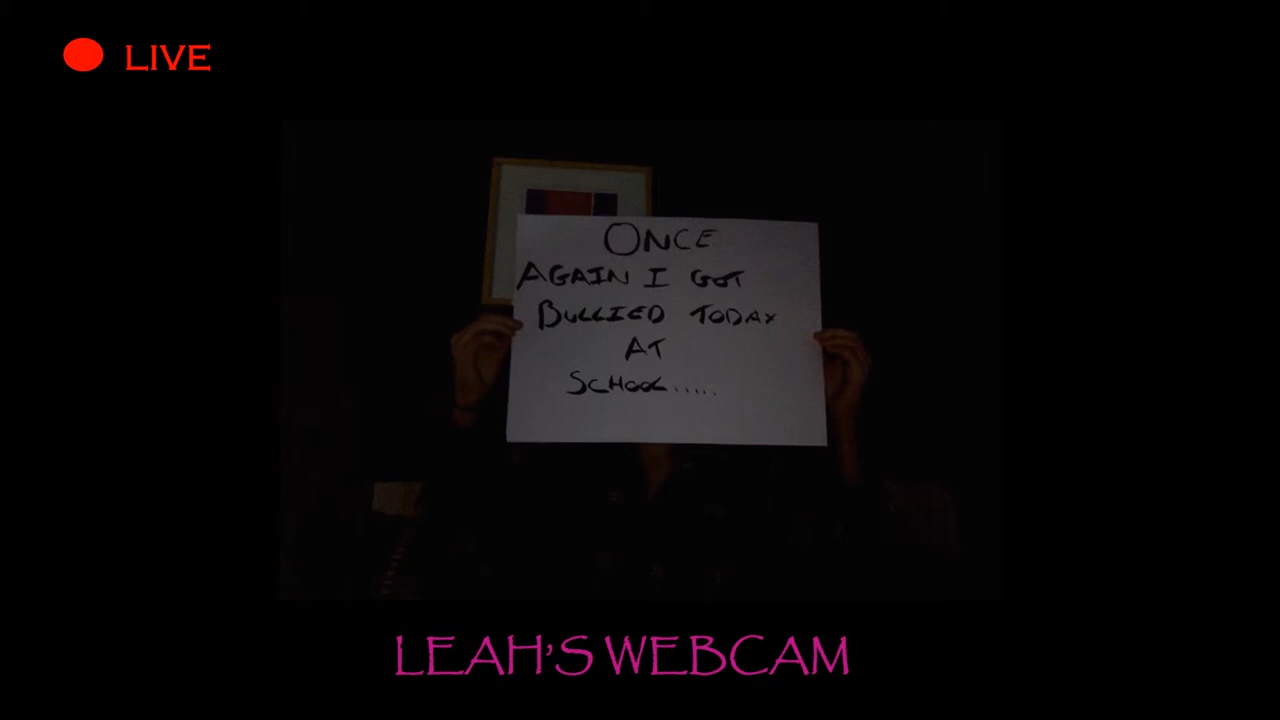 LIVE
ONCE
AGAIN I GOT
BULLIED TODAY
AT
SCHOOL.....
LEAH'S WEBCAM